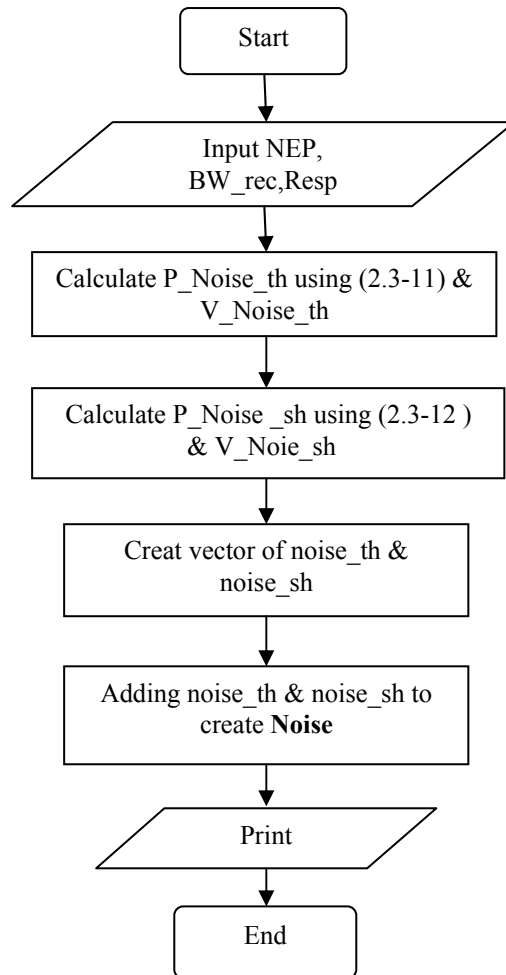 Start
Input NEP,
BW_rec,Resp
Calculate P_Noise_th using (2.3-11) &
V_Noise_th
Calculate P_Noise _sh using (2.3-12 )
& V_Noie_sh
Creat vector of noise_th &
noise_sh
Adding noise_th & noise_sh to
create Noise
Print
End